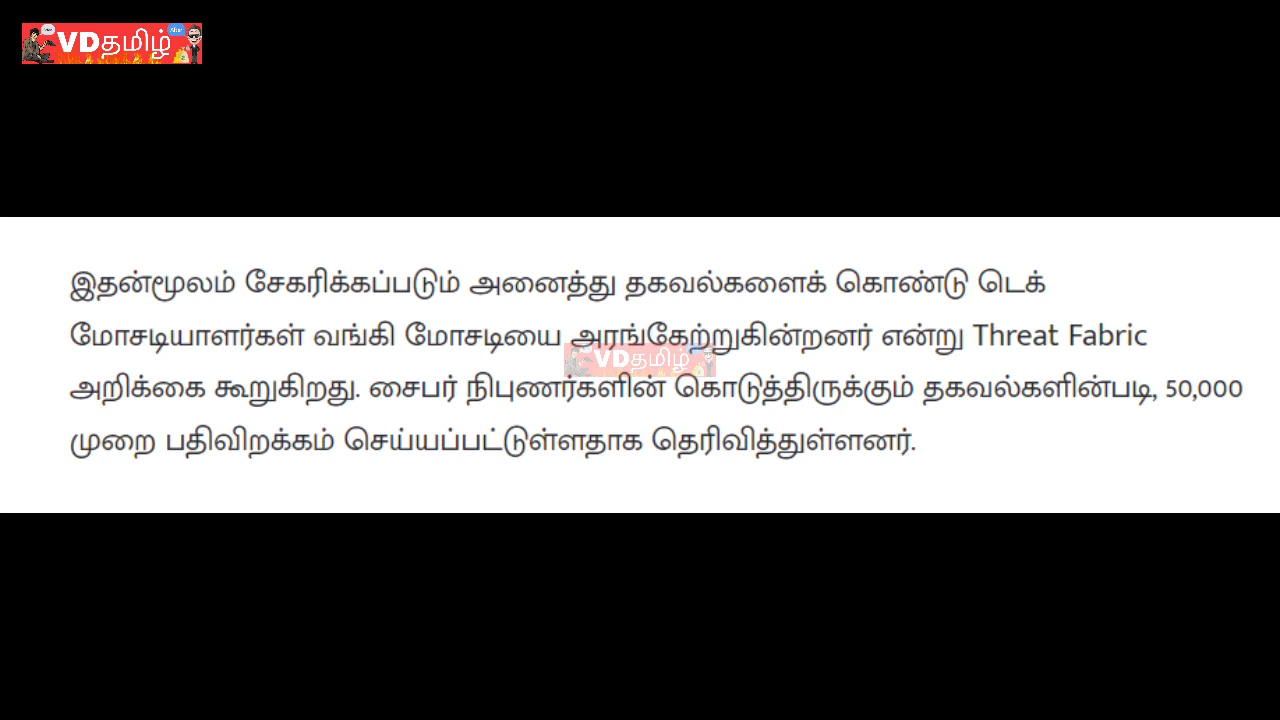 VDதமிழ்
இதன்மூலம் சேகரிக்கப்படும் அனைத்து தகவல்களைக் கொண்டு டெக்
மோசடியாளர்கள் வங்கி மோசடியை அரங்கேற்றுகின்றனர் என்று Threat Fabric
VDதமிழ்
அறிக்கை கூறுகிறது. சைபர் நிபுணர்களின் கொடுத்திருக்கும் தகவல்களின்படி, 50,000
முறை பதிவிறக்கம் செய்யப்பட்டுள்ளதாக தெரிவித்துள்ளனர்.